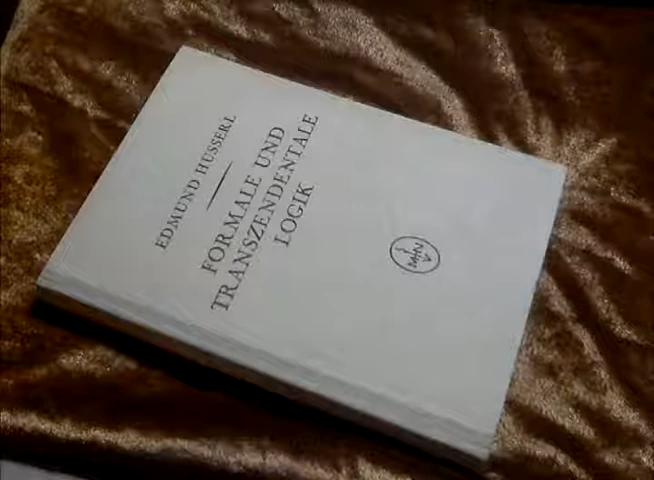 EDMUND HUSSERL
FORMALE UND
TRANSZENDENTALE
LOGIK